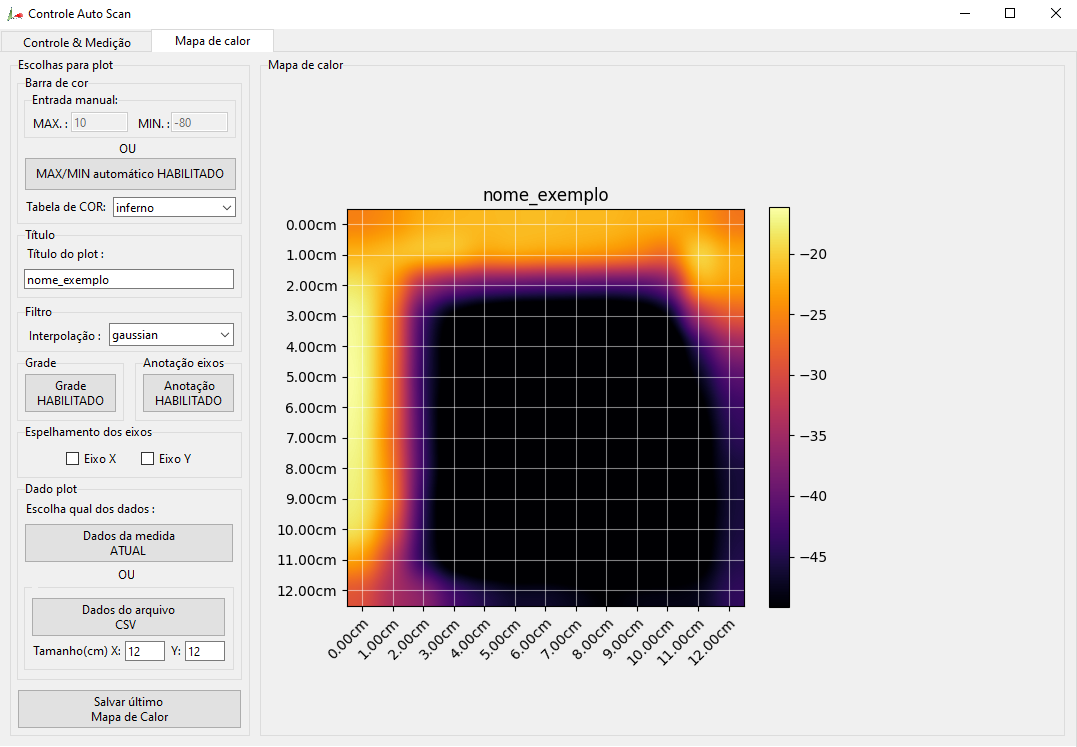 Controle Auto Scan
Controle & Medição
Mapa de calor
Escolhas para plot
Barra de cor
Entrada manual:
MAX. : 10 MIN. : -80
OU
MAX/MIN automático HABILITADO
Tabela de COR: inferno
Título
Título do plot :
nome_exemplo
Filtro
Interpolação : gaussian
Grade
Grade
HABILITADO
Anotação eixos
Anotação
HABILITADO
Espelhamento dos eixos
Eixo X Eixo Y
Dado plot
Escolha qual dos dados :
Dados da medida
ATUAL
OU
Dados do arquivo
CSV
Tamanho(cm) X: 12 Y: 12
Salvar último
Mapa de Calor
Mapa de calor
nome_exemplo
0.00cm
1.00cm
2.00cm
3.00cm
4.00cm
5.00cm
6.00cm
7.00cm
8.00cm
9.00cm
10.00cm
11.00cm
12.00cm
0.00cm
1.00cm
2.00cm
3.00cm
4.00cm
5.00cm
6.00cm
7.00cm
8.00cm
9.00cm
10.00cm
11.00cm
12.00cm
−20
−25
−30
−35
−40
−45